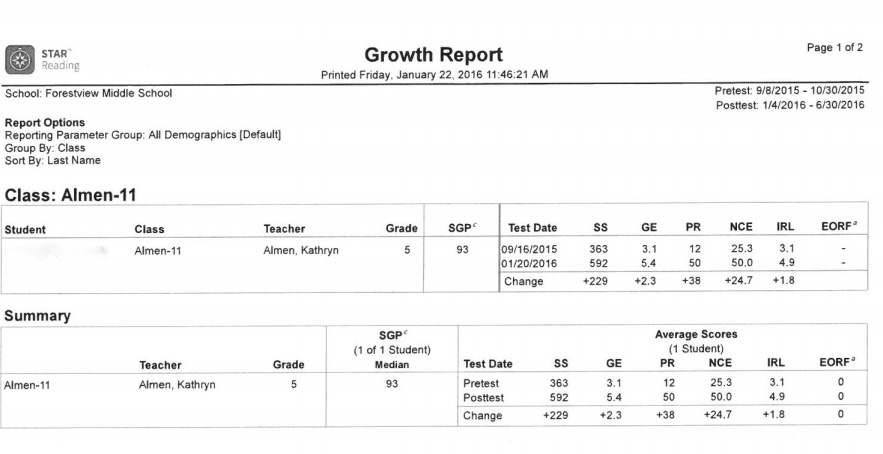 STAR™
Reading
Growth Report
Printed Friday, January 22, 2016 11:46:21 AM
Page 1 of 2
School: Forestview Middle School
Pretest: 9/8/2015 - 10/30/2015
Posttest: 1/4/2016 - 6/30/2016
Report Options
Reporting Parameter Group: All Demographics [Default]
Group By: Class
Sort By: Last Name
Class: Almen-11
Student Class Teacher Grade SGP c Test Date SS GE PR NCE IRL EORF a
Almen-11 Almen, Kathryn 5 93 09/16/2015 363 3.1 12 25.3 3.1 -
01/20/2016 592 5.4 50 50.0 4.9 -
Change +229 +2.3 +38 +24.7 +1.8
Summary
SGP c Average Scores
(1 of 1 Student) (1 Student)
Teacher Grade Median Test Date SS GE PR NCE IRL EORF a
Almen-11 Almen, Kathryn 5 93 Pretest 363 3.1 12 25.3 3.1 0
Posttest 592 5.4 50 50.0 4.9 0
Change +229 +2.3 +38 +24.7 +1.8 0